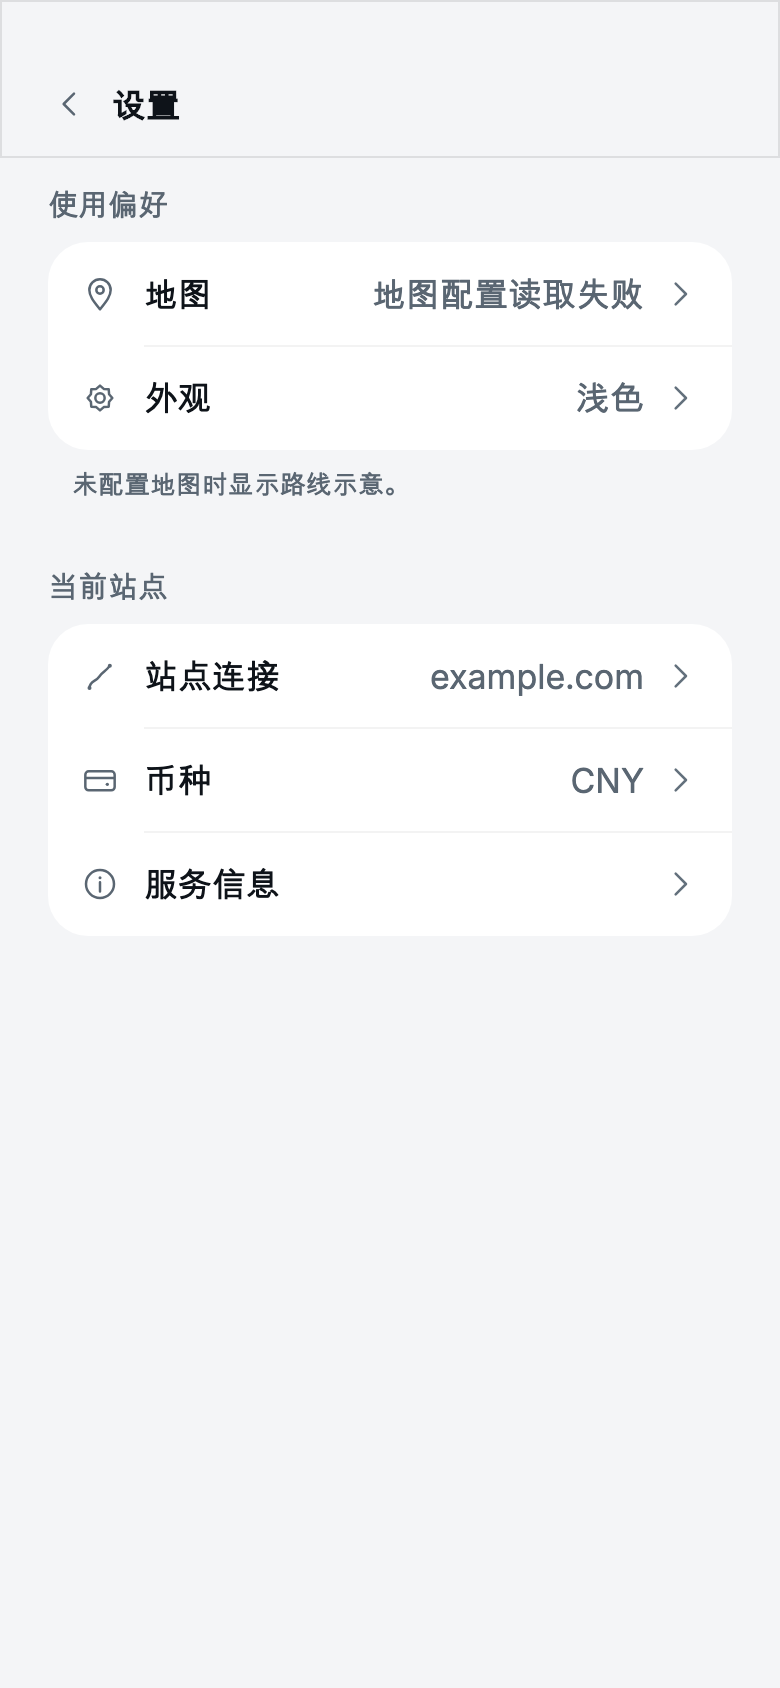 设置
使用偏好
地图 地图配置读取失败
外观 浅色
未配置地图时显示路线示意。
当前站点
站点连接 example.com
币种 CNY
服务信息